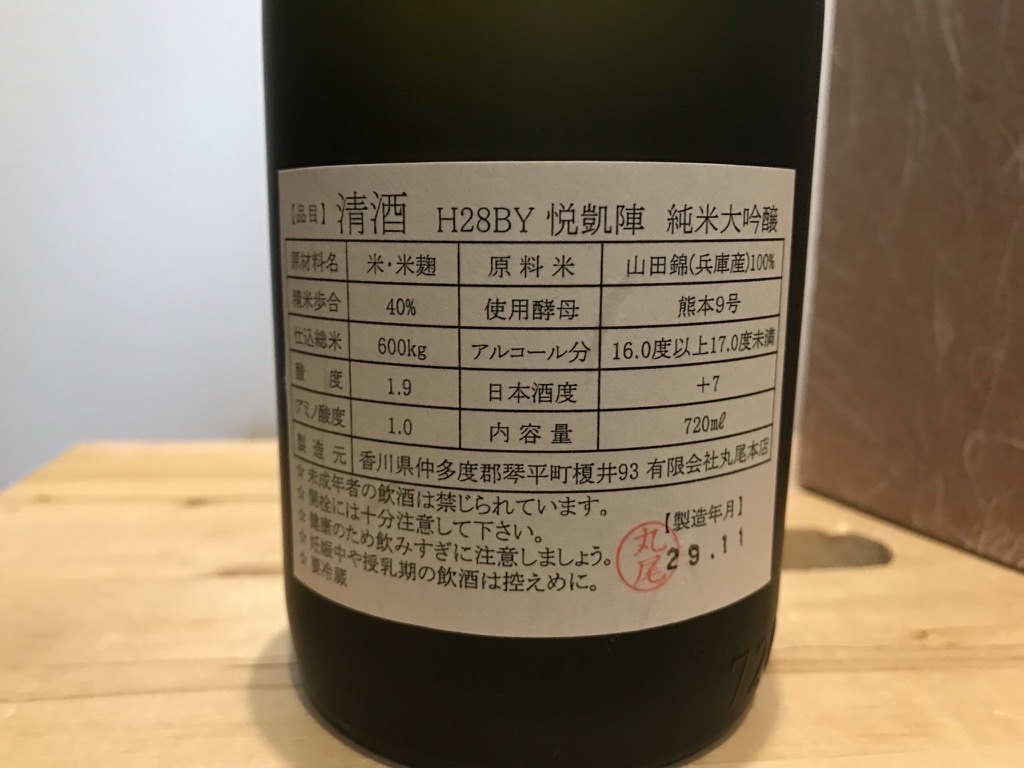 【品目】清酒 H28BY 悦凱陣 純米大吟醸
原材料名 米・米麹 原料米 山田錦(兵庫産)100%
精米歩合 40% 使用酵母 熊本9号
仕込総米 600kg アルコール分 16.0度以上17.0度未満
酸度 1.9 日本酒度 +7
アミノ酸度 1.0 内容量 720mℓ
製造元 香川県仲多度郡琴平町榎井93 有限会社丸尾本店
☆未成年者の飲酒は禁じられています。
☆開栓には十分注意して下さい。
☆健康のため飲みすぎに注意しましょう。
☆妊娠中や授乳期の飲酒は控えめに。
☆要冷蔵
【製造年月】
29.11
丸尾